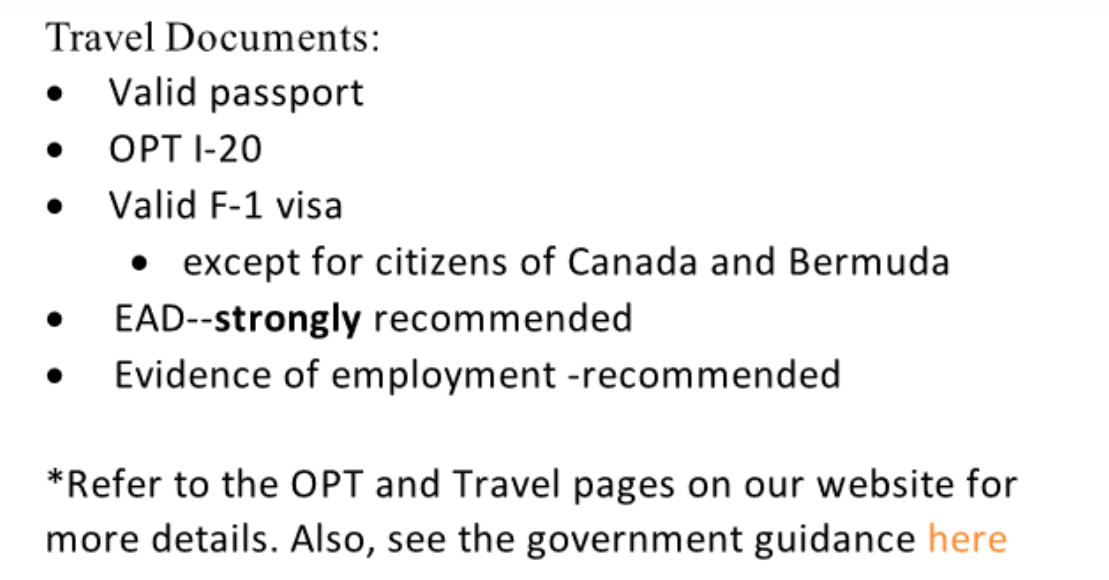 Travel Documents:
• Valid passport
• OPT I-20
• Valid F-1 visa
• except for citizens of Canada and Bermuda
• EAD--strongly recommended
• Evidence of employment -recommended
*Refer to the OPT and Travel pages on our website for
more details. Also, see the government guidance here